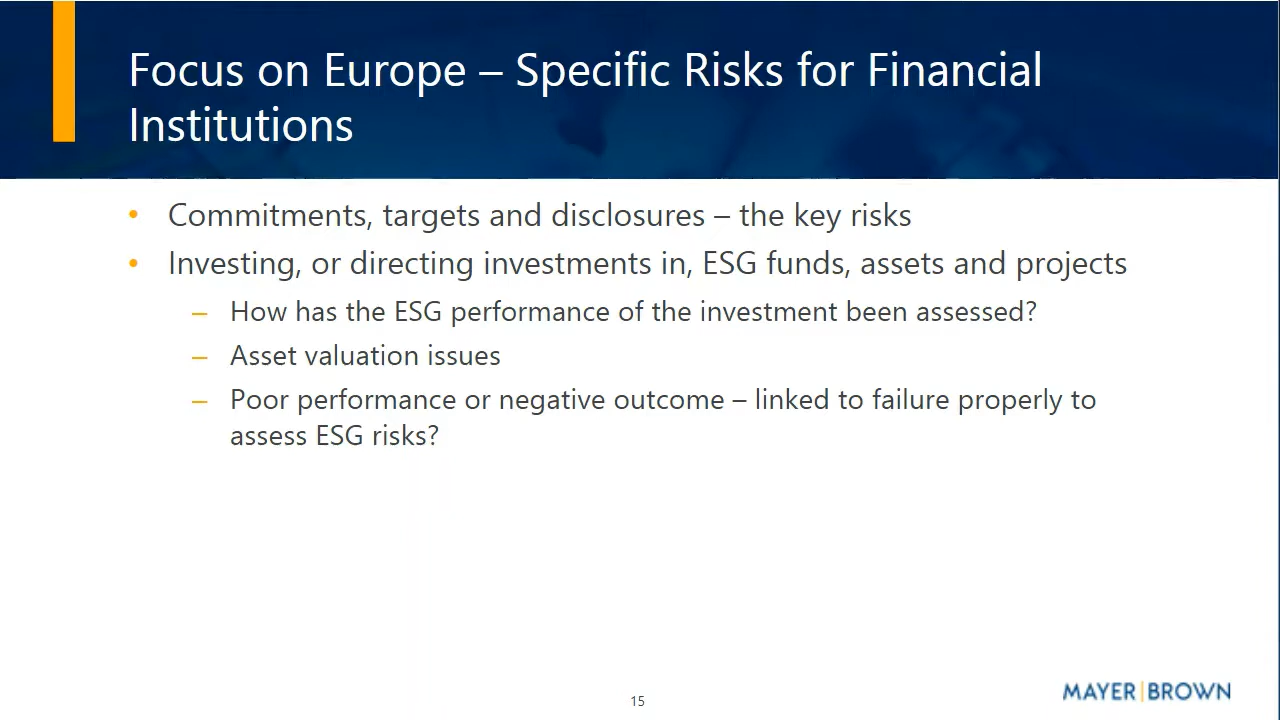 Focus on Europe – Specific Risks for Financial
Institutions
• Commitments, targets and disclosures – the key risks
• Investing, or directing investments in, ESG funds, assets and projects
– How has the ESG performance of the investment been assessed?
– Asset valuation issues
– Poor performance or negative outcome – linked to failure properly to
assess ESG risks?
15
MAYER|BROWN